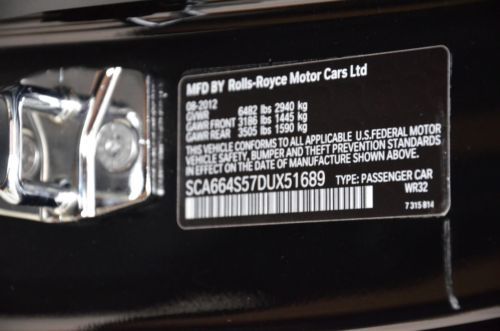 MFD BY Rolls-Royce Motor Cars Ltd
08-2012
GVWR 6482 lbs 2940 kg
GAWR FRONT 3186 lbs 1445 kg
GAWR REAR 3505 lbs 1590 kg
THIS VEHICLE CONFORMS TO ALL APPLICABLE U.S.FEDERAL MOTOR
VEHICLE SAFETY, BUMPER AND THEFT PREVENTION STANDARDS
IN EFFECT ON THE DATE OF MANUFACTURE SHOWN ABOVE.
SCA664S57DUX51689 TYPE: PASSENGER CAR
WR32
7 315 814